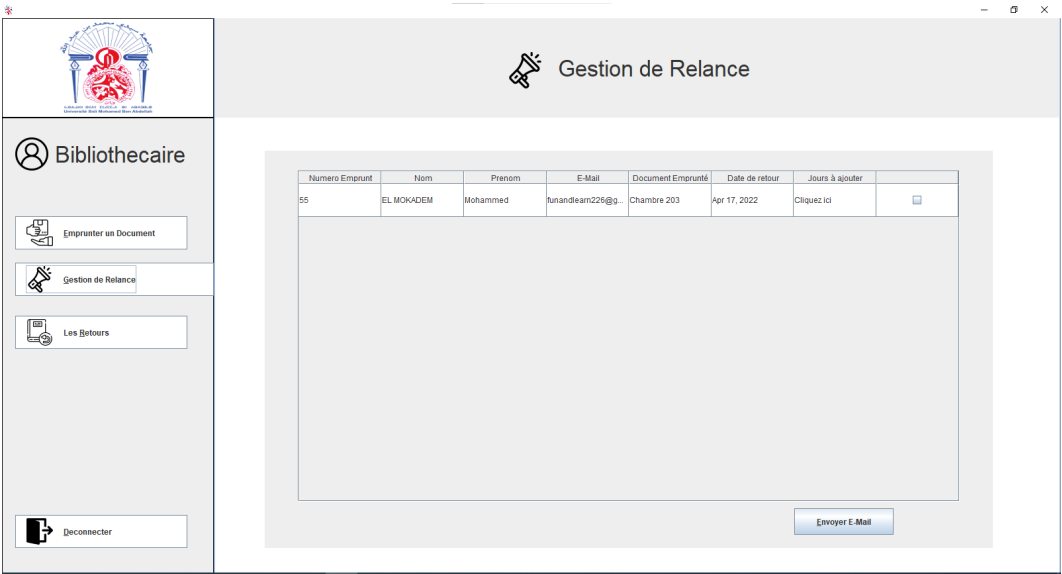 Université Sidi Mohamed Ben Abdellah
Gestion de Relance
Bibliothecaire
Emprunter un Document
Gestion de Relance
Les Retours
Deconnecter
Numero Emprunt Nom Prenom E-Mail Document Emprunté Date de retour Jours à ajouter
55 EL MOKADEM Mohammed funandlearn226@g... Chambre 203 Apr 17, 2022 Cliquez ici
Envoyer E-Mail